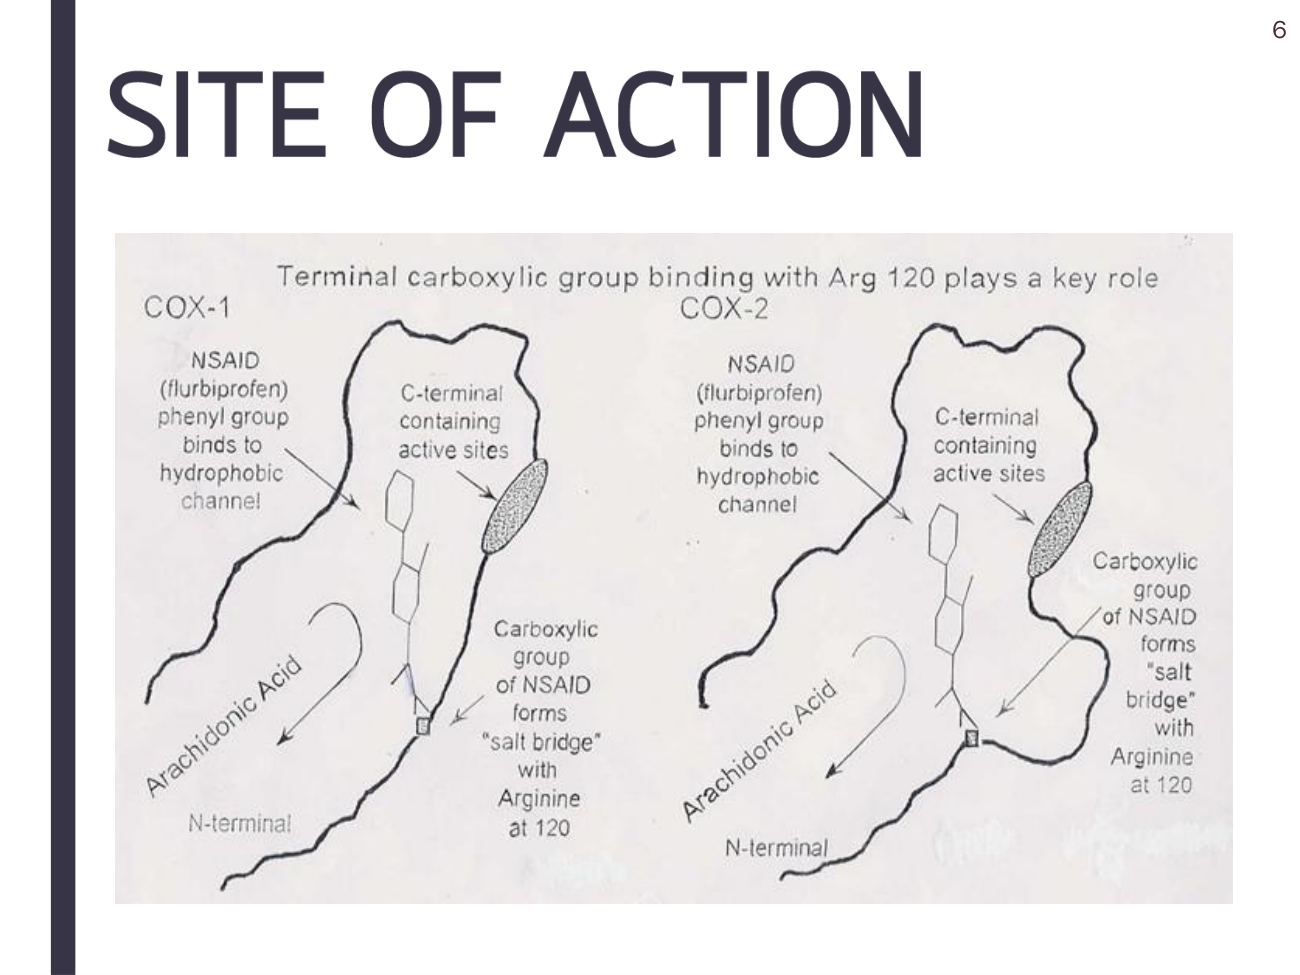 6
SITE OF ACTION
Terminal carboxylic group binding with Arg 120 plays a key role
COX-1
NSAID
(flurbiprofen)
phenyl group
binds to
hydrophobic
channel
C-terminal
containing
active sites
Carboxylic
group
of NSAID
forms
"salt bridge"
with
Arginine
at 120
Arachidonic Acid
N-terminal
COX-2
NSAID
(flurbiprofen)
phenyl group
binds to
hydrophobic
channel
C-terminal
containing
active sites
Carboxylic
group
of NSAID
forms
"salt
bridge"
with
Arginine
at 120
Arachidonic Acid
N-terminal